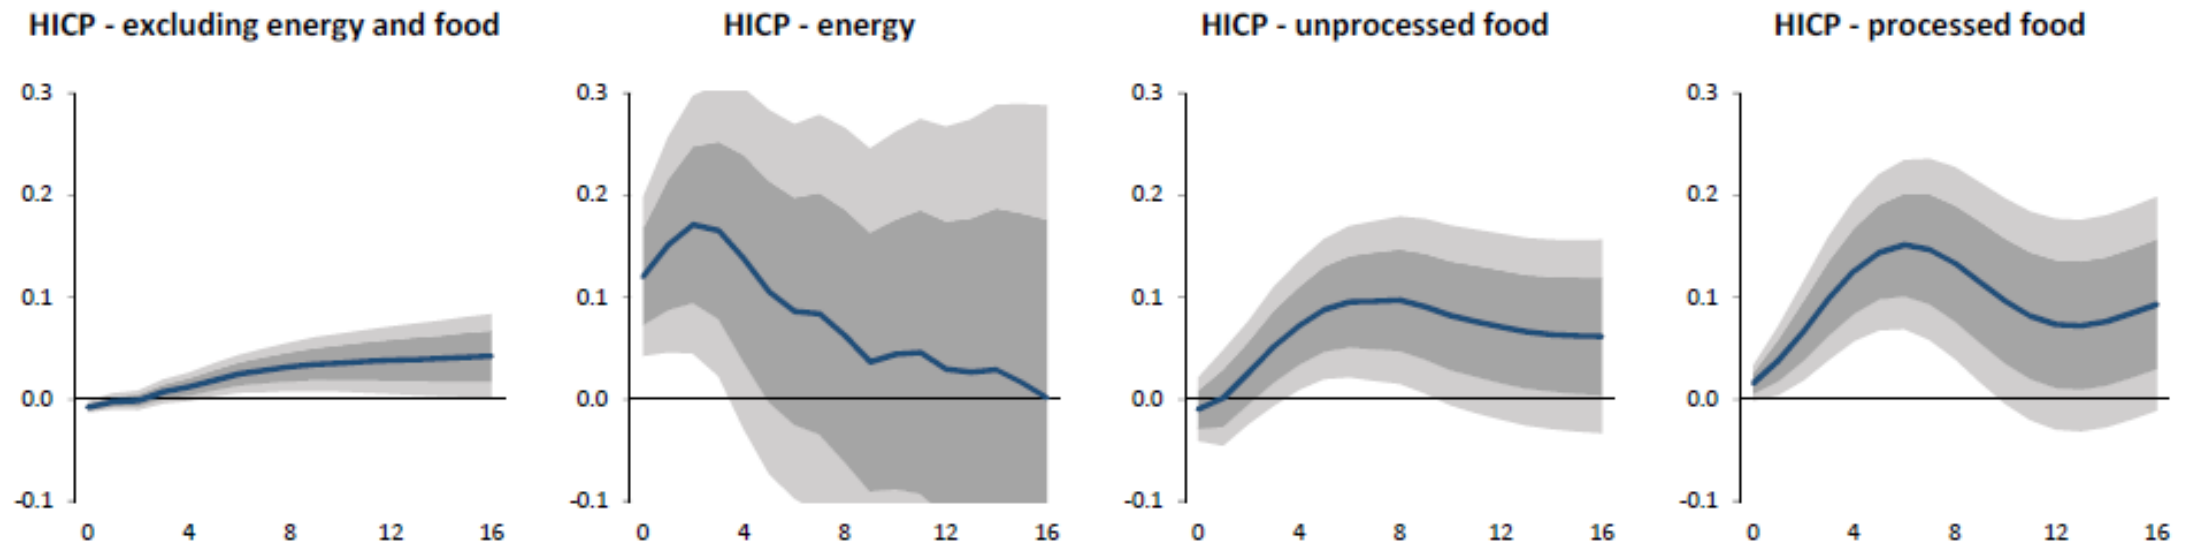 HICP - excluding energy and food
HICP - energy
HICP - unprocessed food
HICP - processed food
0.3 0.3 0.3 0.3
0.2 0.2 0.2 0.2
0.1 0.1 0.1 0.1
0.0 0.0 0.0 0.0
-0.1 -0.1 -0.1 -0.1
0 4 8 12 16 0 4 8 12 16 0 4 8 12 16 0 4 8 12 16